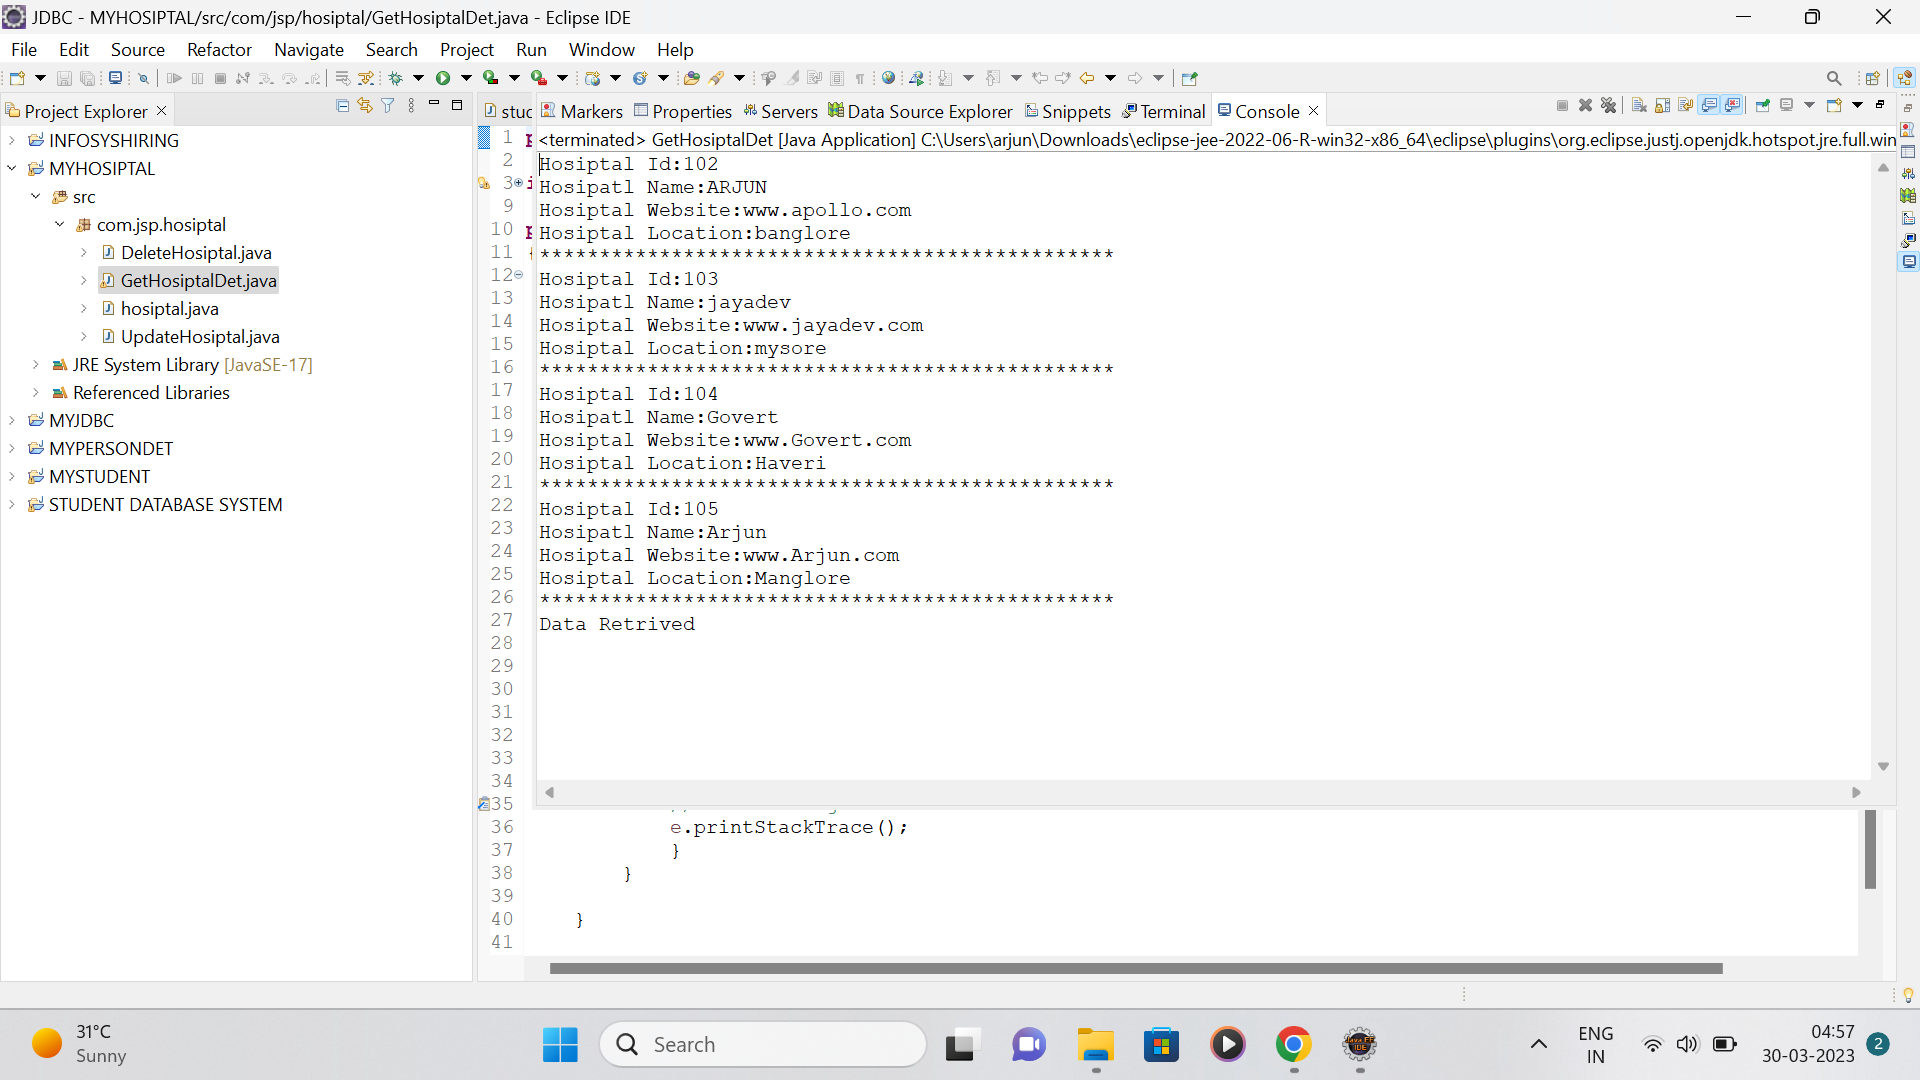 JDBC - MYHOSIPTAL/src/com/jsp/hosiptal/GetHosiptalDet.java - Eclipse IDE
File Edit Source Refactor Navigate Search Project Run Window Help
Project Explorer
INFOSYSHIRING
MYHOSIPTAL
src
com.jsp.hosiptal
DeleteHosiptal.java
GetHosiptalDet.java
hosiptal.java
UpdateHosiptal.java
JRE System Library [JavaSE-17]
Referenced Libraries
MYJDBC
MYPERSONDET
MYSTUDENT
STUDENT DATABASE SYSTEM
stuc Markers Properties Servers Data Source Explorer Snippets Terminal Console
<terminated> GetHosiptalDet [Java Application] C:\Users\arjun\Downloads\eclipse-jee-2022-06-R-win32-x86_64\eclipse\plugins\org.eclipse.justj.openjdk.hotspot.jre.full.win
Hosiptal Id:102
Hosipatl Name:ARJUN
Hosiptal Website:www.apollo.com
Hosiptal Location:banglore
************************************************
Hosiptal Id:103
Hosipatl Name:jayadev
Hosiptal Website:www.jayadev.com
Hosiptal Location:mysore
************************************************
Hosiptal Id:104
Hosipatl Name:Govert
Hosiptal Website:www.Govert.com
Hosiptal Location:Haveri
************************************************
Hosiptal Id:105
Hosipatl Name:Arjun
Hosiptal Website:www.Arjun.com
Hosiptal Location:Manglore
************************************************
Data Retrived
1
2
3
9
10
11
12
13
14
15
16
17
18
19
20
21
22
23
24
25
26
27
28
29
30
31
32
33
34
35
36 e.printStackTrace();
37 }
38 }
39
40 }
41
31°C
Sunny
Search
ENG
IN
04:57
30-03-2023
2